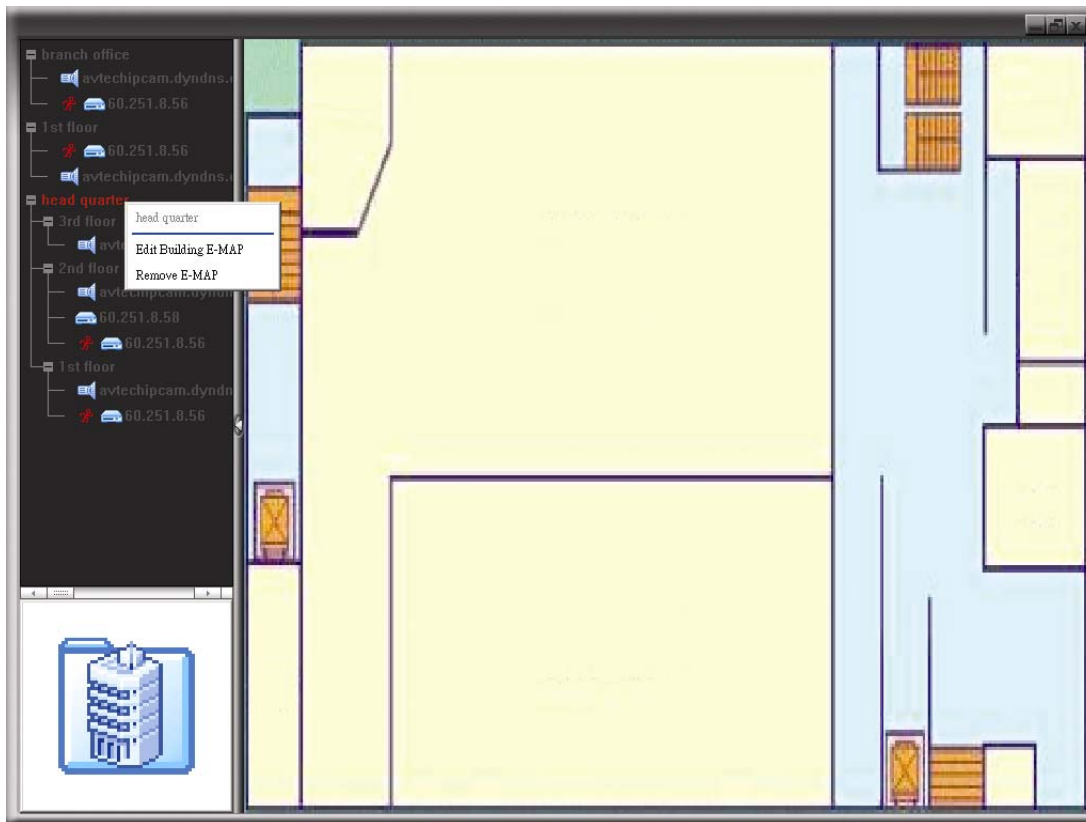 branch office
avtechipcam.dyndns.
60.251.8.56
1st floor
60.251.8.56
avtechipcam.dyndns.
head quarter
head quarter
Edit Building E-MAP
Remove E-MAP
3rd floor
2nd floor
avtechipcam.dyndn
60.251.8.58
60.251.8.56
1st floor
avtechipcam.dyndn
60.251.8.56